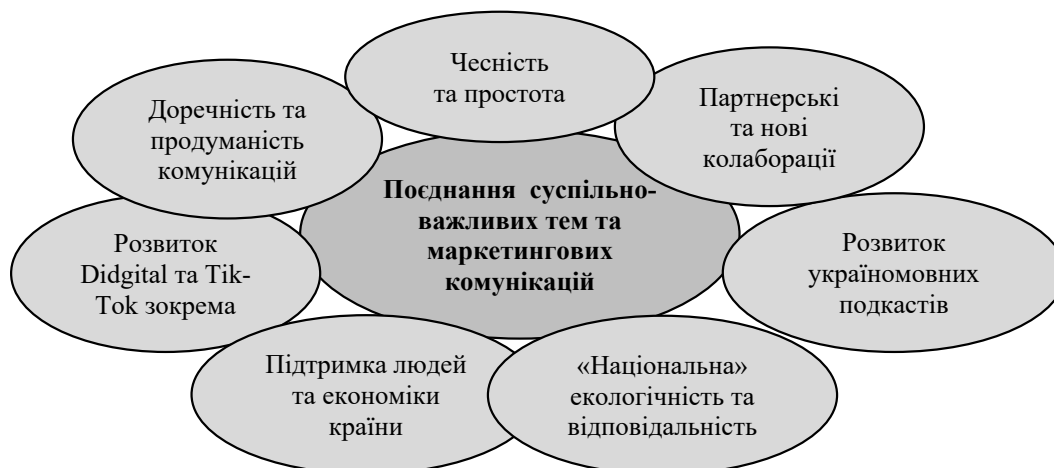 Чесність
та простота
Доречність та
продуманість
комунікацій
Партнерські
та нові
колаборації
Поєднання суспільно-
важливих тем та
маркетингових
комунікацій
Розвиток
Didgital та Tik-
Tok зокрема
Розвиток
україномовних
подкастів
Підтримка людей
та економіки
країни
«Національна»
екологічність та
відповідальність